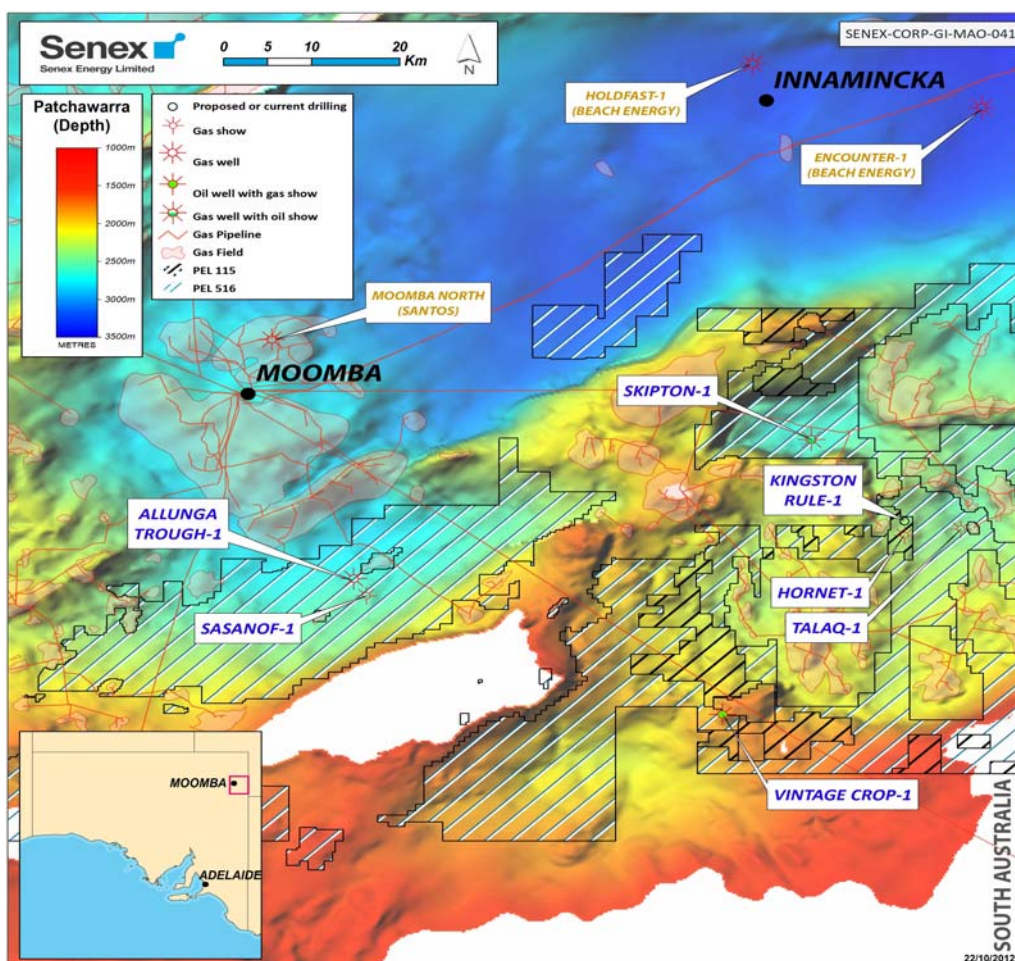 Senex
Senex Energy Limited
0 5 10 20
Km
N
SENEX-CORP-GI-MAO-041
Patchawarra
(Depth)
1000m
1500m
2000m
2500m
3000m
3500m
METRES
Proposed or current drilling
Gas show
Gas well
Oil well with gas show
Gas well with oil show
Gas Pipeline
Gas Field
PEL 115
PEL 516
HOLDFAST-1
(BEACH ENERGY)
INNAMINCKA
ENCOUNTER-1
(BEACH ENERGY)
MOOMBA NORTH
(SANTOS)
MOOMBA
SKIPTON-1
KINGSTON
RULE-1
ALLUNGA
TROUGH-1
HORNET-1
SASANOF-1
TALAQ-1
VINTAGE CROP-1
MOOMBA
ADELAIDE
SOUTH AUSTRALIA
22/10/2012